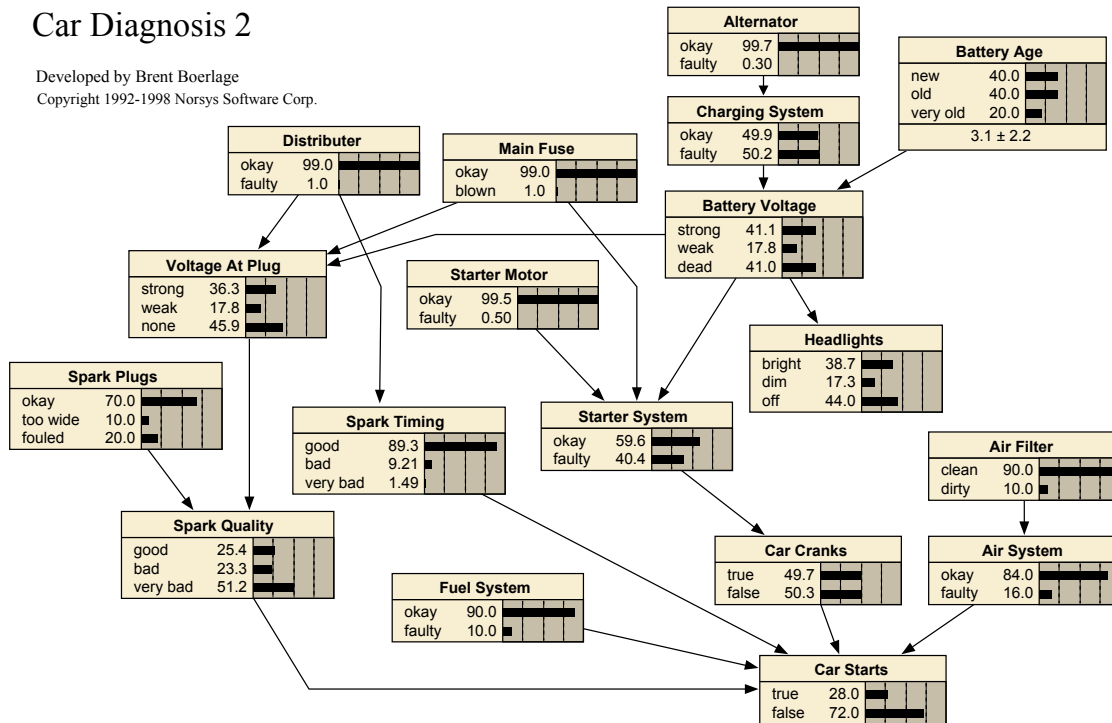 Car Diagnosis 2
Developed by Brent Boerlage
Copyright 1992-1998 Norsys Software Corp.
Alternator
okay 99.7
faulty 0.30
Battery Age
new 40.0
old 40.0
very old 20.0
3.1 ± 2.2
Charging System
okay 49.9
faulty 50.2
Distributer
okay 99.0
faulty 1.0
Main Fuse
okay 99.0
blown 1.0
Battery Voltage
strong 41.1
weak 17.8
dead 41.0
Voltage At Plug
strong 36.3
weak 17.8
none 45.9
Starter Motor
okay 99.5
faulty 0.50
Headlights
bright 38.7
dim 17.3
off 44.0
Spark Plugs
okay 70.0
too wide 10.0
fouled 20.0
Spark Timing
good 89.3
bad 9.21
very bad 1.49
Starter System
okay 59.6
faulty 40.4
Air Filter
clean 90.0
dirty 10.0
Spark Quality
good 25.4
bad 23.3
very bad 51.2
Car Cranks
true 49.7
false 50.3
Air System
okay 84.0
faulty 16.0
Fuel System
okay 90.0
faulty 10.0
Car Starts
true 28.0
false 72.0